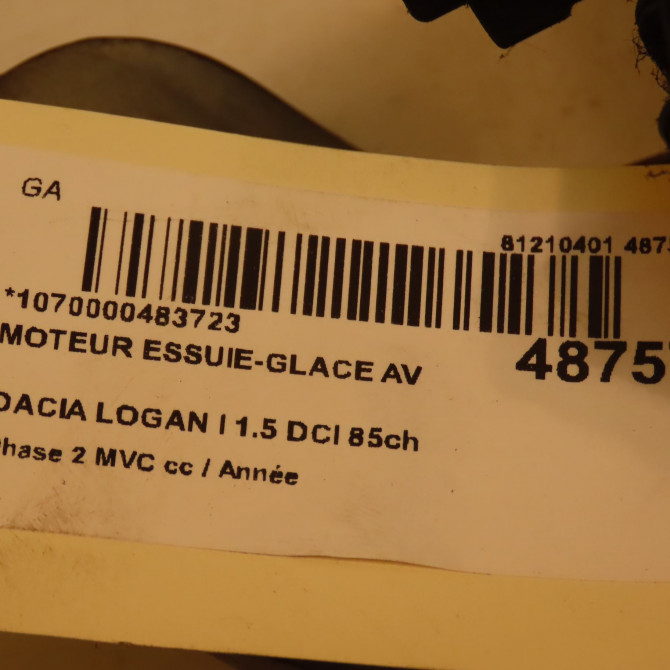 GA
81210401 487
*1070000483723
MOTEUR ESSUIE-GLACE AV
4875
DACIA LOGAN I 1.5 DCI 85ch
Phase 2 MVC cc / Année